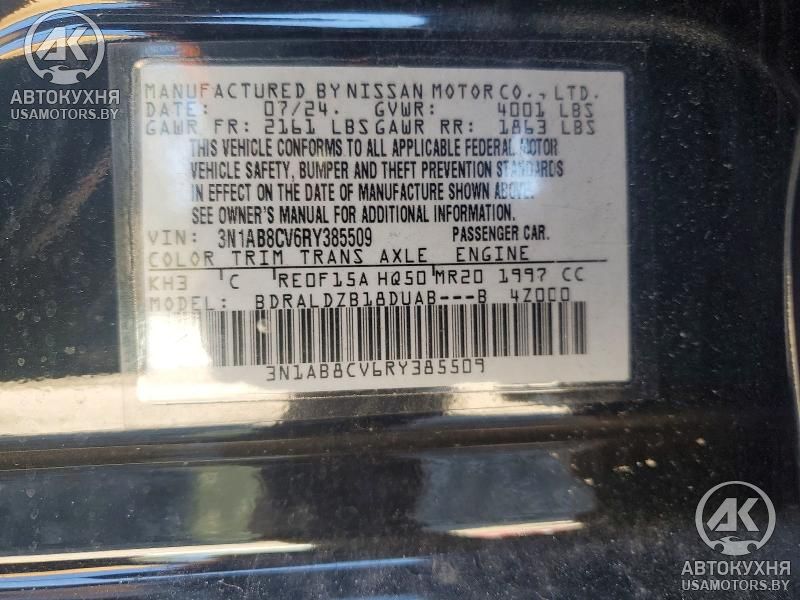 AK
АВТОКУХНЯ
USAMOTORS.BY
MANUFACTURED BY NISSAN MOTOR CO., LTD.
DATE: 07/24. GVWR: 4001 LBS
GAWR FR: 2161 LBS GAWR RR: 1863 LBS
THIS VEHICLE CONFORMS TO ALL APPLICABLE FEDERAL MOTOR
VEHICLE SAFETY, BUMPER AND THEFT PREVENTION STANDARDS
IN EFFECT ON THE DATE OF MANUFACTURE SHOWN ABOVE.
SEE OWNER'S MANUAL FOR ADDITIONAL INFORMATION.
VIN: 3N1AB8CV6RY385509 PASSENGER CAR.
COLOR TRIM TRANS AXLE ENGINE
KH3 C RE0F15A HQ50 MR20 1997 CC
MODEL: BDRALDZB18DUAB---B 4Z000
3N1AB8CV6RY385509
AK
АВТОКУХНЯ
USAMOTORS.BY